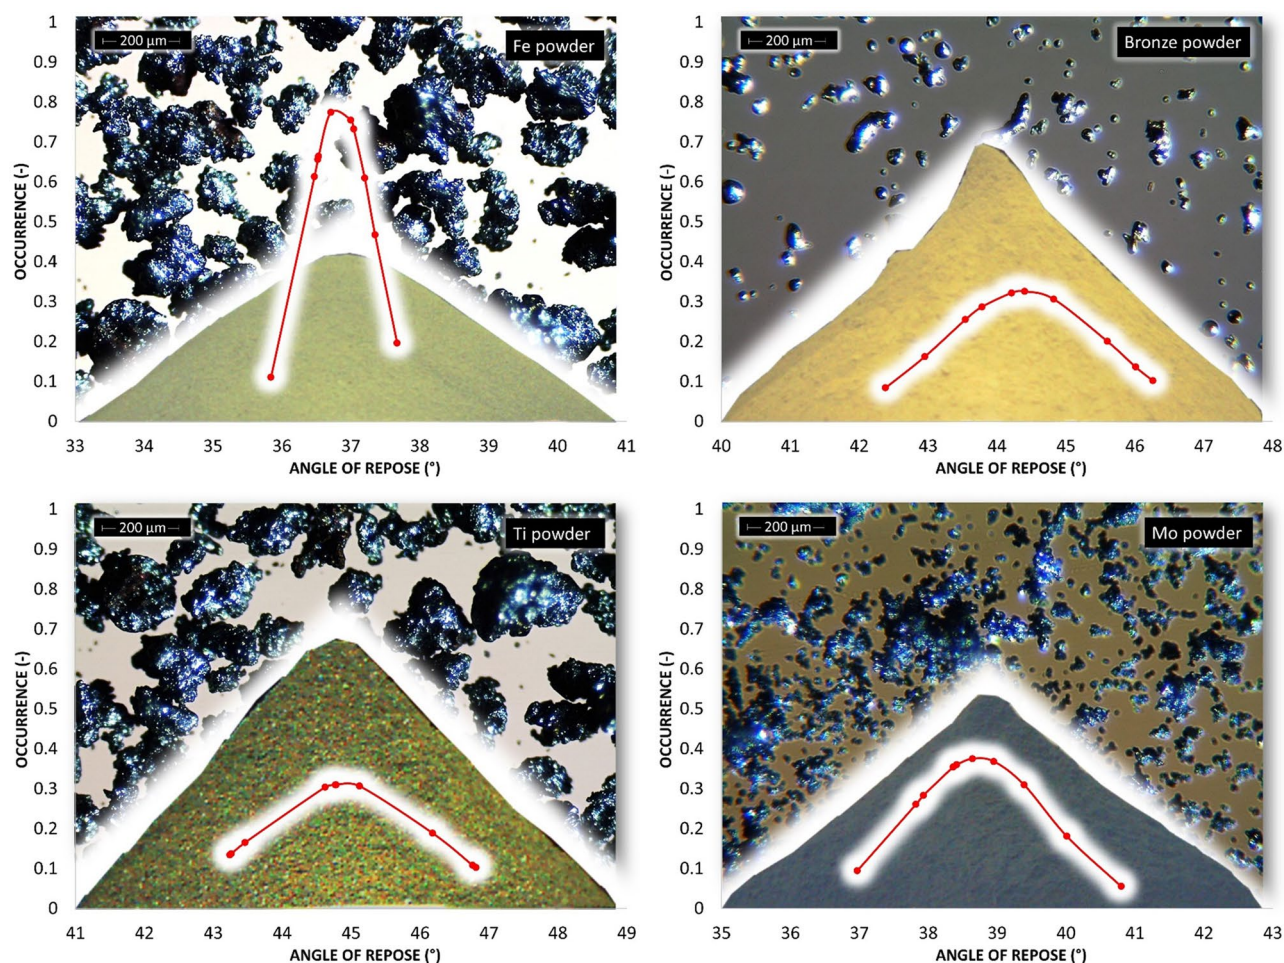 1
200 µm
Fe powder
0.9
0.8
0.7
0.6
0.5
0.4
0.3
0.2
0.1
0
OCCURRENCE (-)
33 34 35 36 37 38 39 40 41
ANGLE OF REPOSE (°)
1
200 µm
Bronze powder
0.9
0.8
0.7
0.6
0.5
0.4
0.3
0.2
0.1
0
OCCURRENCE (-)
40 41 42 43 44 45 46 47 48
ANGLE OF REPOSE (°)
1
200 µm
Ti powder
0.9
0.8
0.7
0.6
0.5
0.4
0.3
0.2
0.1
0
OCCURRENCE (-)
41 42 43 44 45 46 47 48 49
ANGLE OF REPOSE (°)
1
200 µm
Mo powder
0.9
0.8
0.7
0.6
0.5
0.4
0.3
0.2
0.1
0
OCCURRENCE (-)
35 36 37 38 39 40 41 42 43
ANGLE OF REPOSE (°)